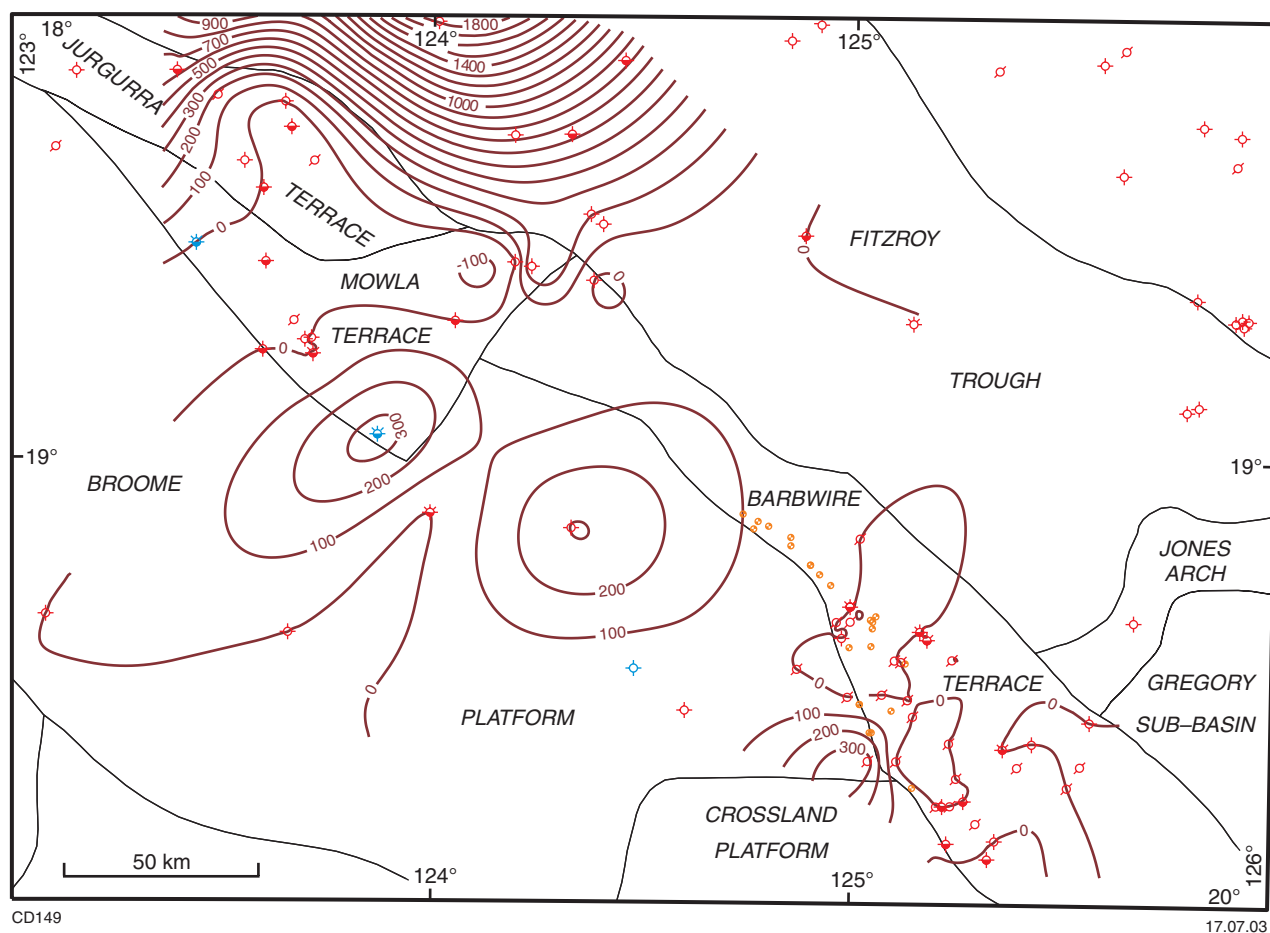 900
1800
18°
124°
125°
123°
JURGURRA
700
500
1400
300
1000
200
100
TERRACE
0
FITZROY
0
-100
0
MOWLA
TERRACE
0
TROUGH
300
19°
19°
BROOME
200
BARBWIRE
100
JONES
ARCH
200
100
0
0
TERRACE
GREGORY
0
0
0
PLATFORM
100
SUB–BASIN
200
300
CROSSLAND
PLATFORM
0
50 km
124°
125°
126°
20°
CD149
17.07.03